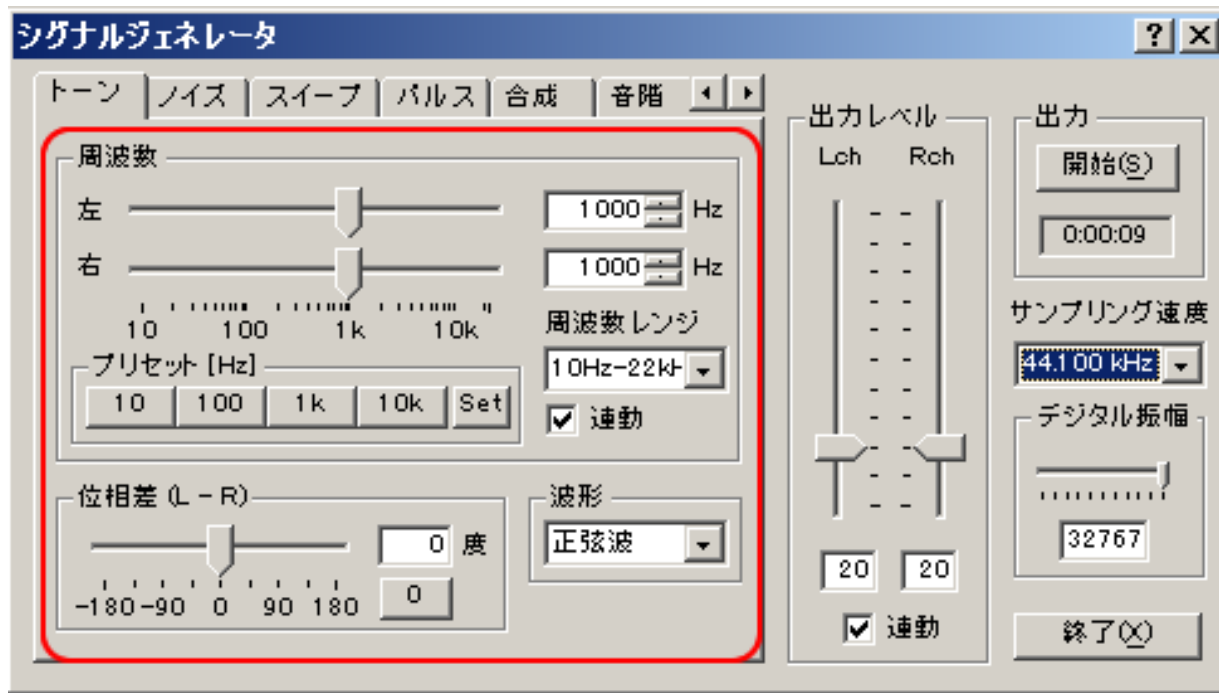 シグナルジェネレータ
トーン ノイズ スイープ パルス 合成 音階
周波数
左 1000 Hz
右 1000 Hz
10 100 1k 10k
周波数レンジ
10Hz-22kH
連動
プリセット [Hz]
10 100 1k 10k Set
位相差 (L - R)
0 度
-180 -90 0 90 180
0
波形
正弦波
出力レベル
Lch Rch
20 20
連動
出力
開始(S)
0:00:09
サンプリング速度
44.100 kHz
デジタル振幅
32767
終了(X)